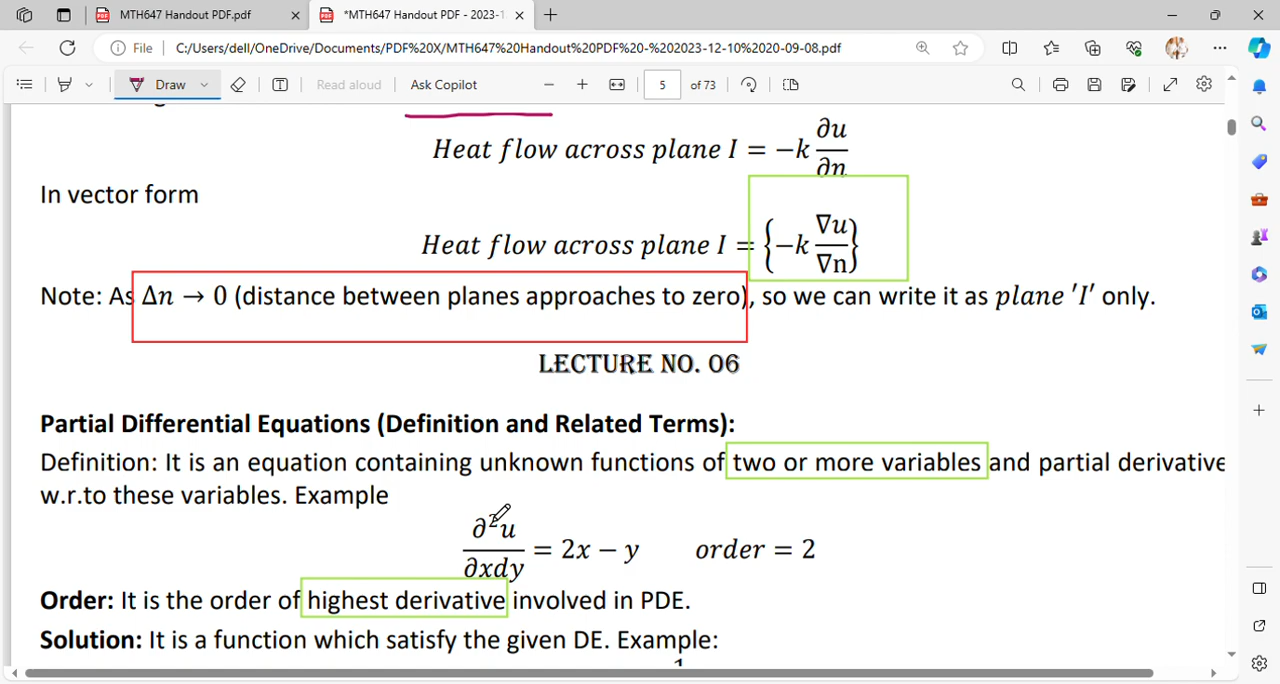 MTH647 Handout PDF.pdf
*MTH647 Handout PDF - 2023-1
File
C:/Users/dell/OneDrive/Documents/PDF%20X/MTH647%20Handout%20PDF%20-%202023-12-10%2020-09-08.pdf
Draw
Read aloud
Ask Copilot
5 of 73
Heat flow across plane I = −k ∂u/∂n
In vector form
Heat flow across plane I = {−k ∇u/∇n}
Note: As Δn → 0 (distance between planes approaches to zero), so we can write it as plane 'I' only.
LECTURE NO. 06
Partial Differential Equations (Definition and Related Terms):
Definition: It is an equation containing unknown functions of two or more variables and partial derivative
w.r.to these variables. Example
∂²u/∂xdy = 2x − y order = 2
Order: It is the order of highest derivative involved in PDE.
Solution: It is a function which satisfy the given DE. Example:
1